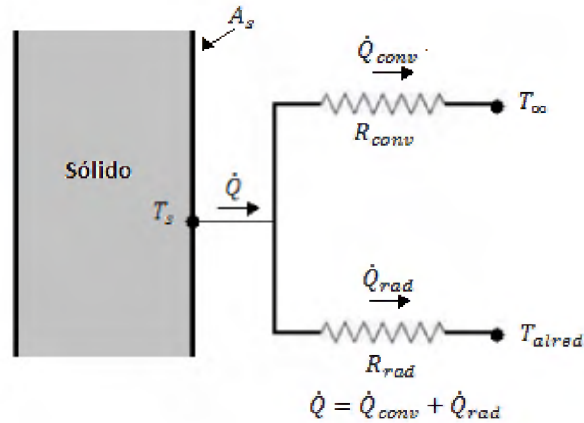 A_s
Q̇_conv
T_∞
R_conv
Sólido
Q̇
T_s
Q̇_rad
T_alred
R_rad
Q̇ = Q̇_conv + Q̇_rad